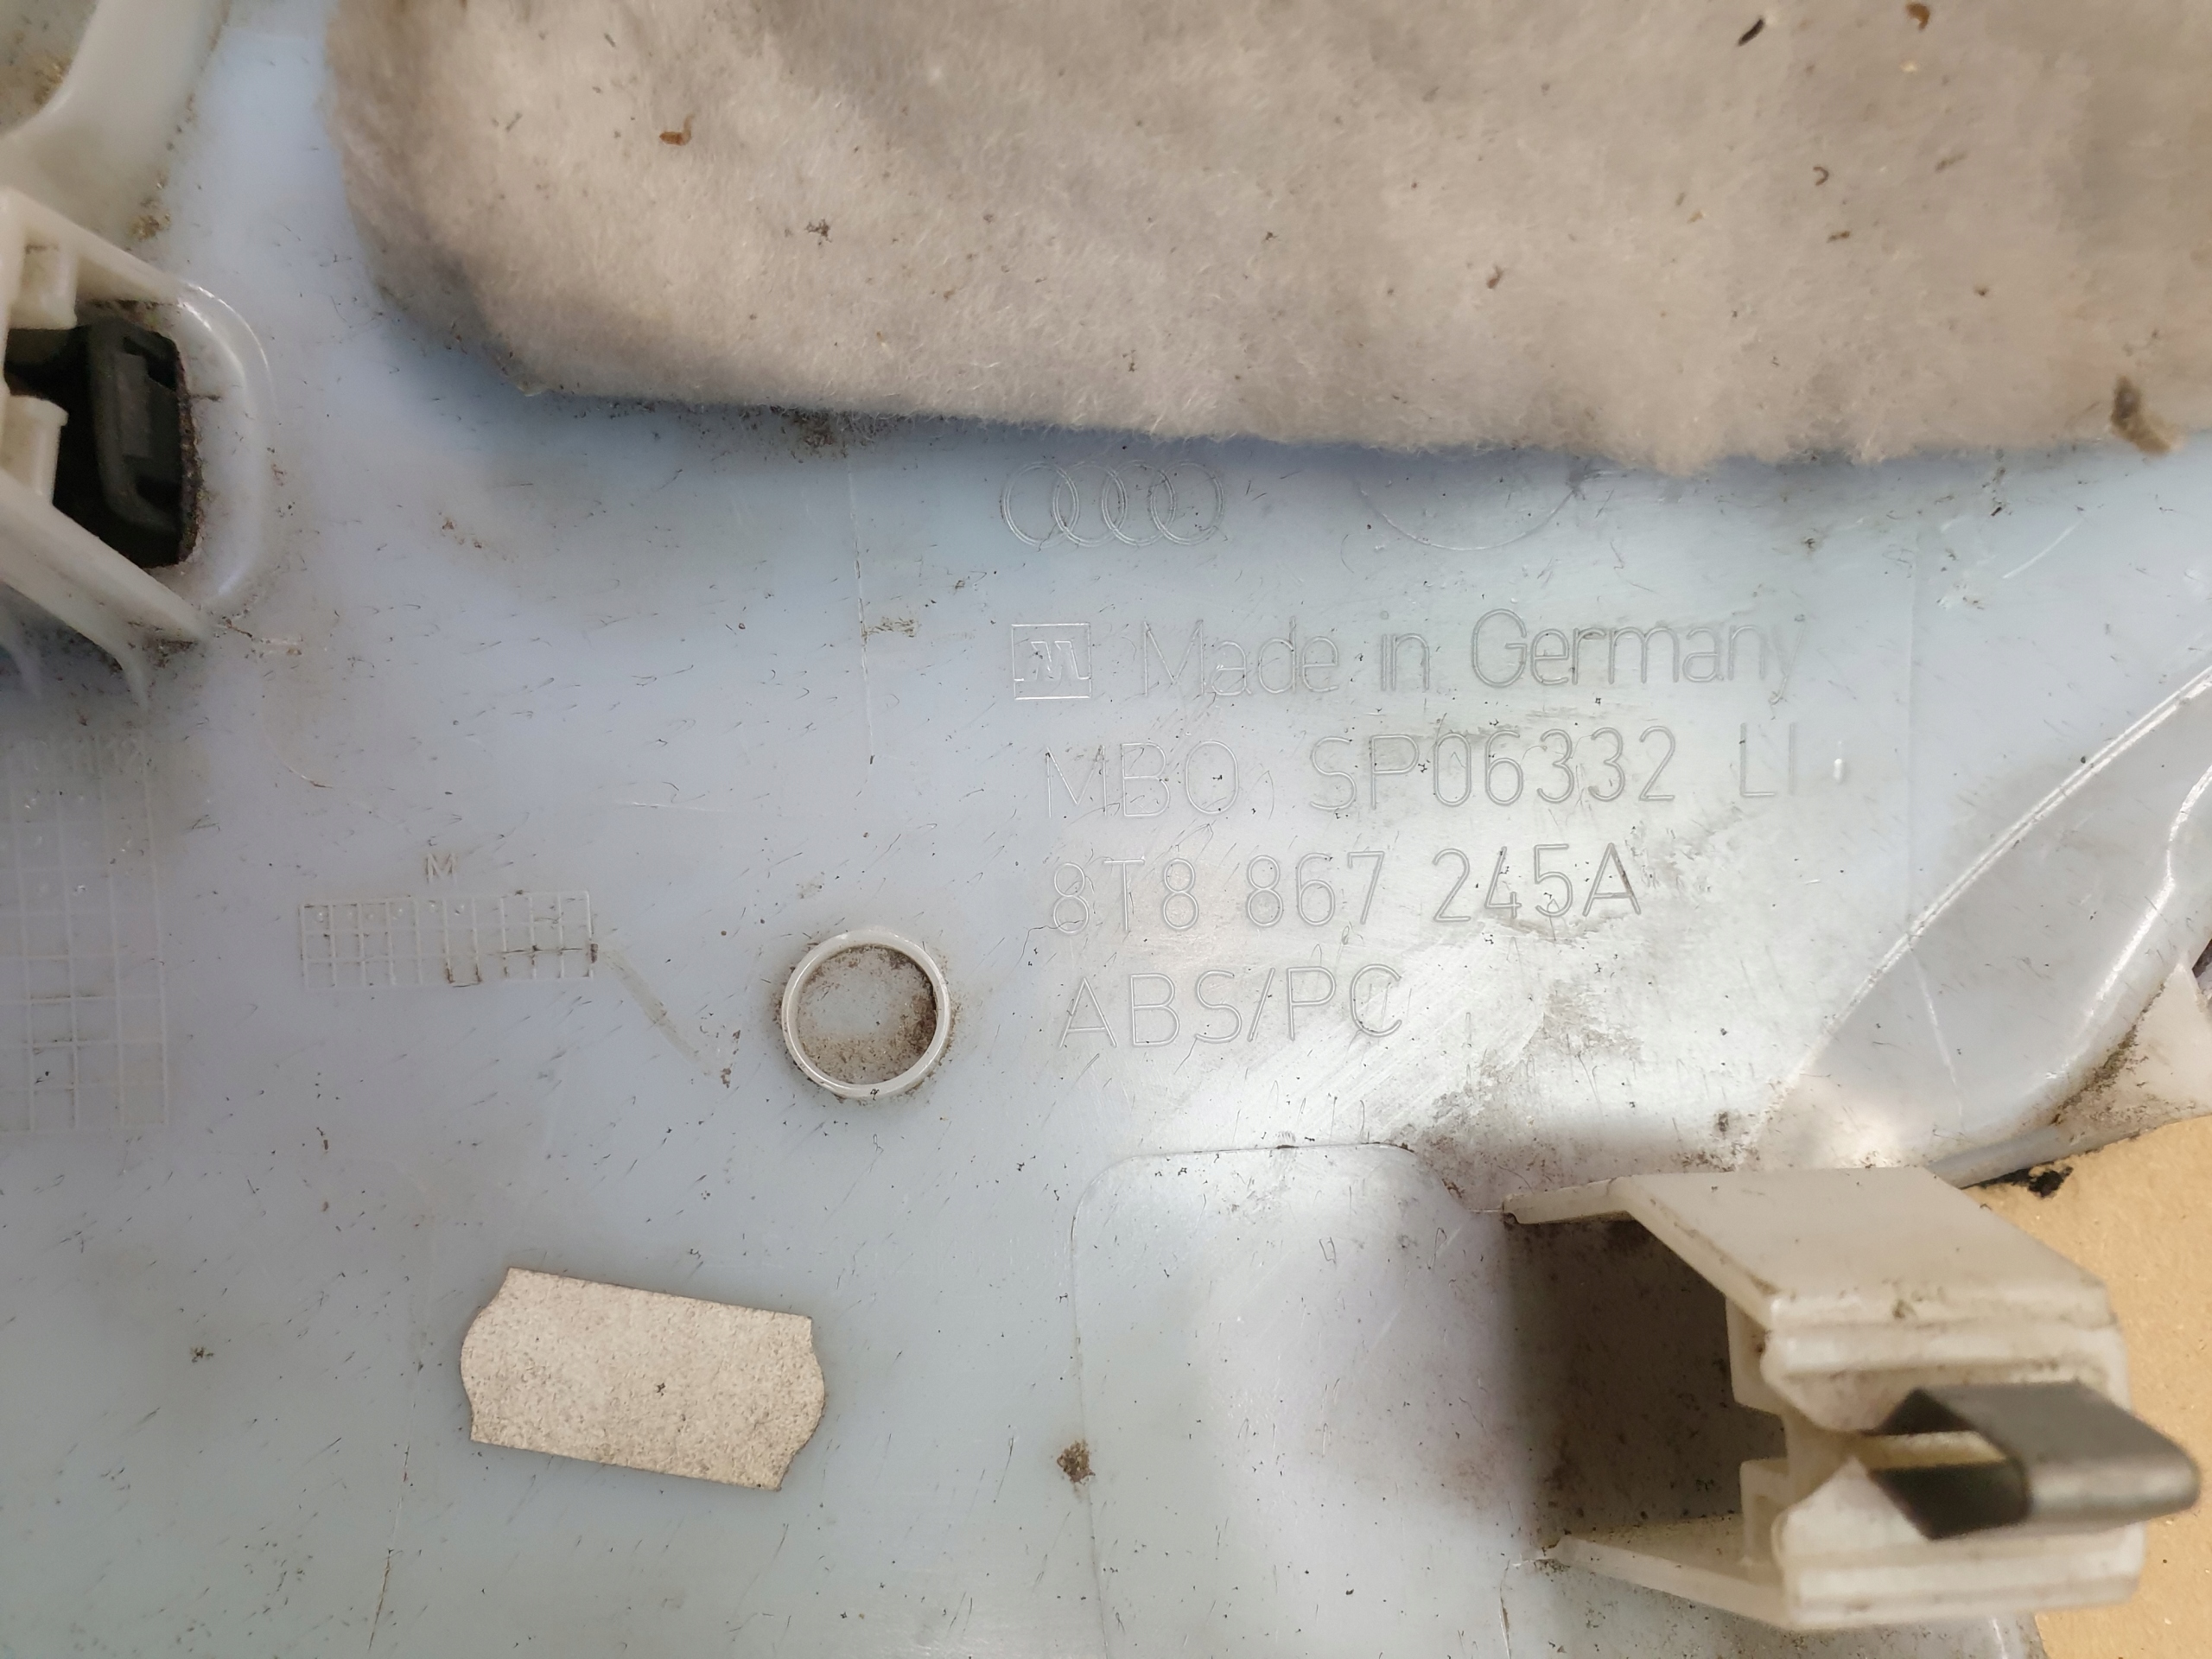 Made in Germany
MBO SP06332 LI
8T8 867 245A
ABS/PC
M